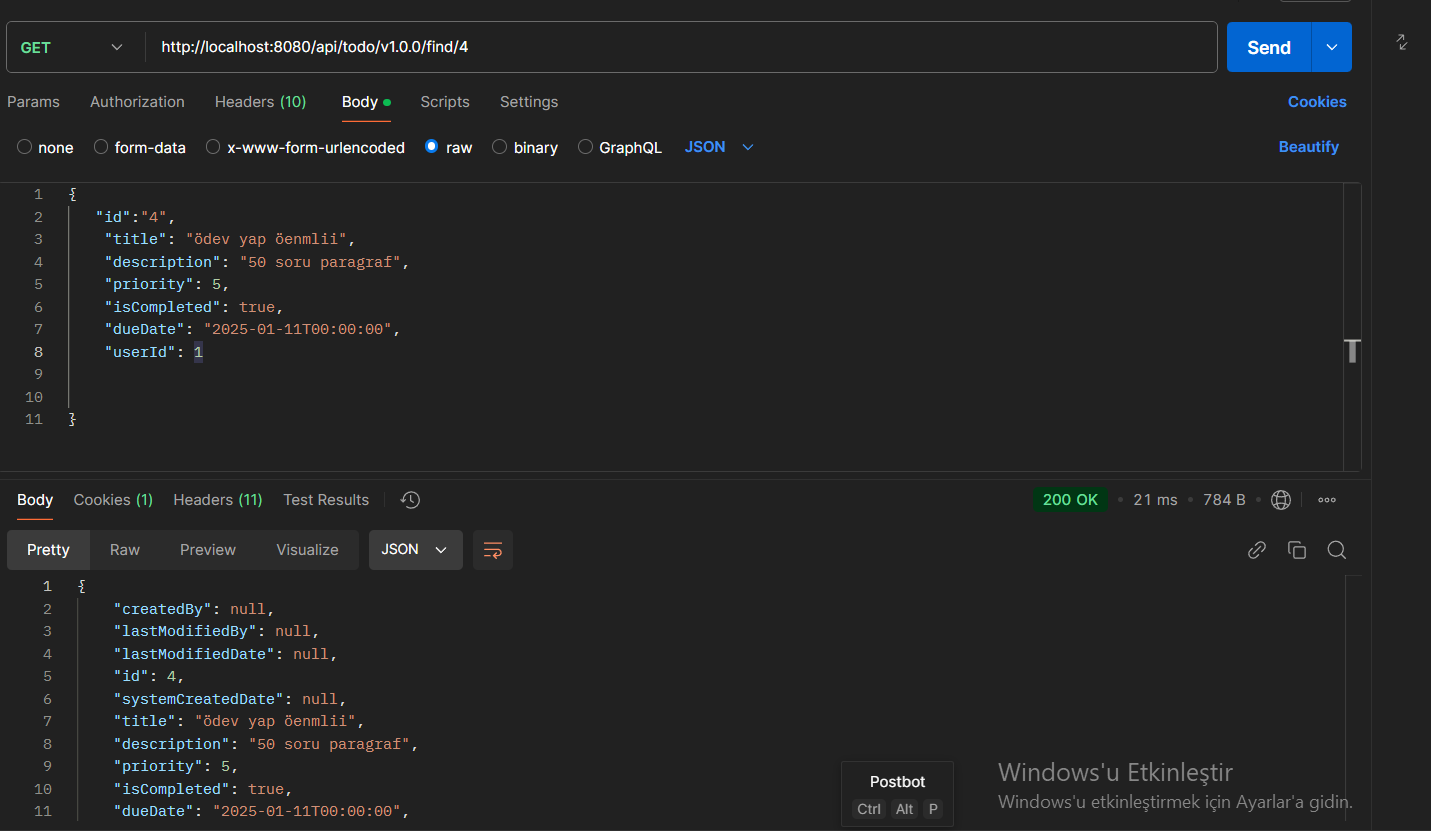 GET http://localhost:8080/api/todo/v1.0.0/find/4 Send
Params Authorization Headers (10) Body Scripts Settings Cookies
none form-data x-www-form-urlencoded raw binary GraphQL JSON Beautify
1 {
2 "id":"4",
3 "title": "ödev yap öenmlii",
4 "description": "50 soru paragraf",
5 "priority": 5,
6 "isCompleted": true,
7 "dueDate": "2025-01-11T00:00:00",
8 "userId": 1
9
10
11 }
Body Cookies (1) Headers (11) Test Results 200 OK 21 ms 784 B
Pretty Raw Preview Visualize JSON
1 {
2 "createdBy": null,
3 "lastModifiedBy": null,
4 "lastModifiedDate": null,
5 "id": 4,
6 "systemCreatedDate": null,
7 "title": "ödev yap öenmlii",
8 "description": "50 soru paragraf",
9 "priority": 5,
10 "isCompleted": true,
11 "dueDate": "2025-01-11T00:00:00",
Postbot
Ctrl Alt P
Windows'u Etkinleştir
Windows'u etkinleştirmek için Ayarlar'a gidin.